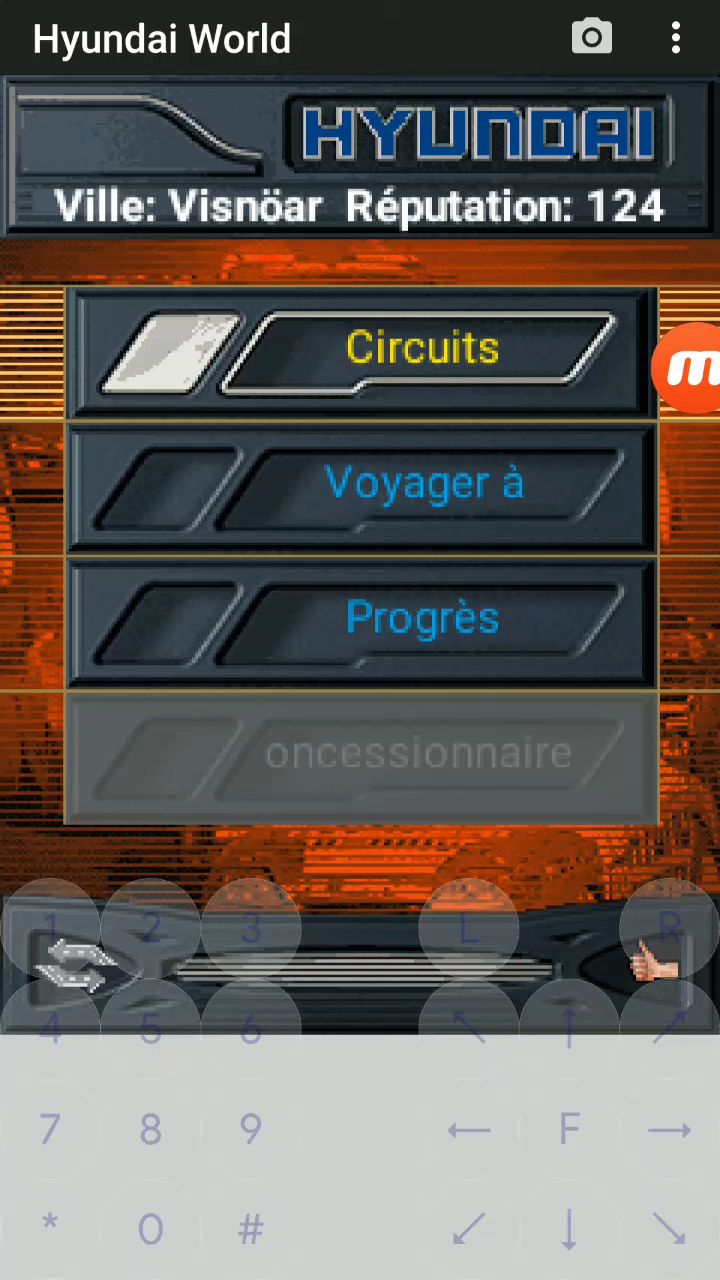 Hyundai World
HYUNDAI
Ville: Visnöar Réputation: 124
Circuits
m
Voyager à
Progrès
oncessionnaire
1 2 3 L R
4 5 6 ↖ ↑ ↗
7 8 9 ← F →
* 0 # ↙ ↓ ↘